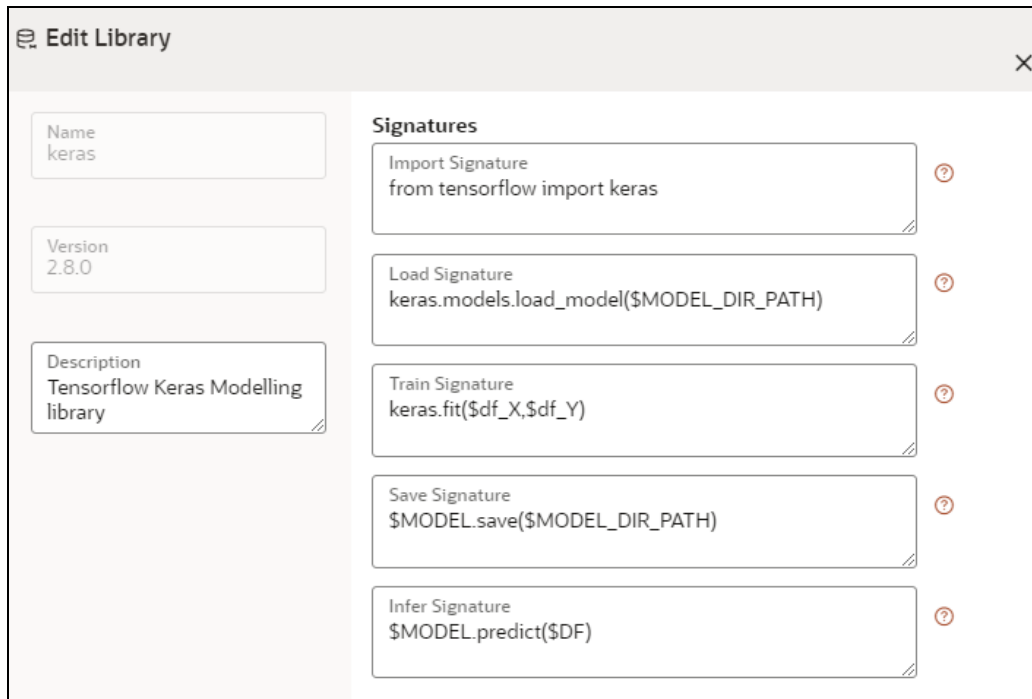 Edit Library
Name
keras
Version
2.8.0
Description
Tensorflow Keras Modelling
library
Signatures
Import Signature
from tensorflow import keras
Load Signature
keras.models.load_model($MODEL_DIR_PATH)
Train Signature
keras.fit($df_X,$df_Y)
Save Signature
$MODEL.save($MODEL_DIR_PATH)
Infer Signature
$MODEL.predict($DF)